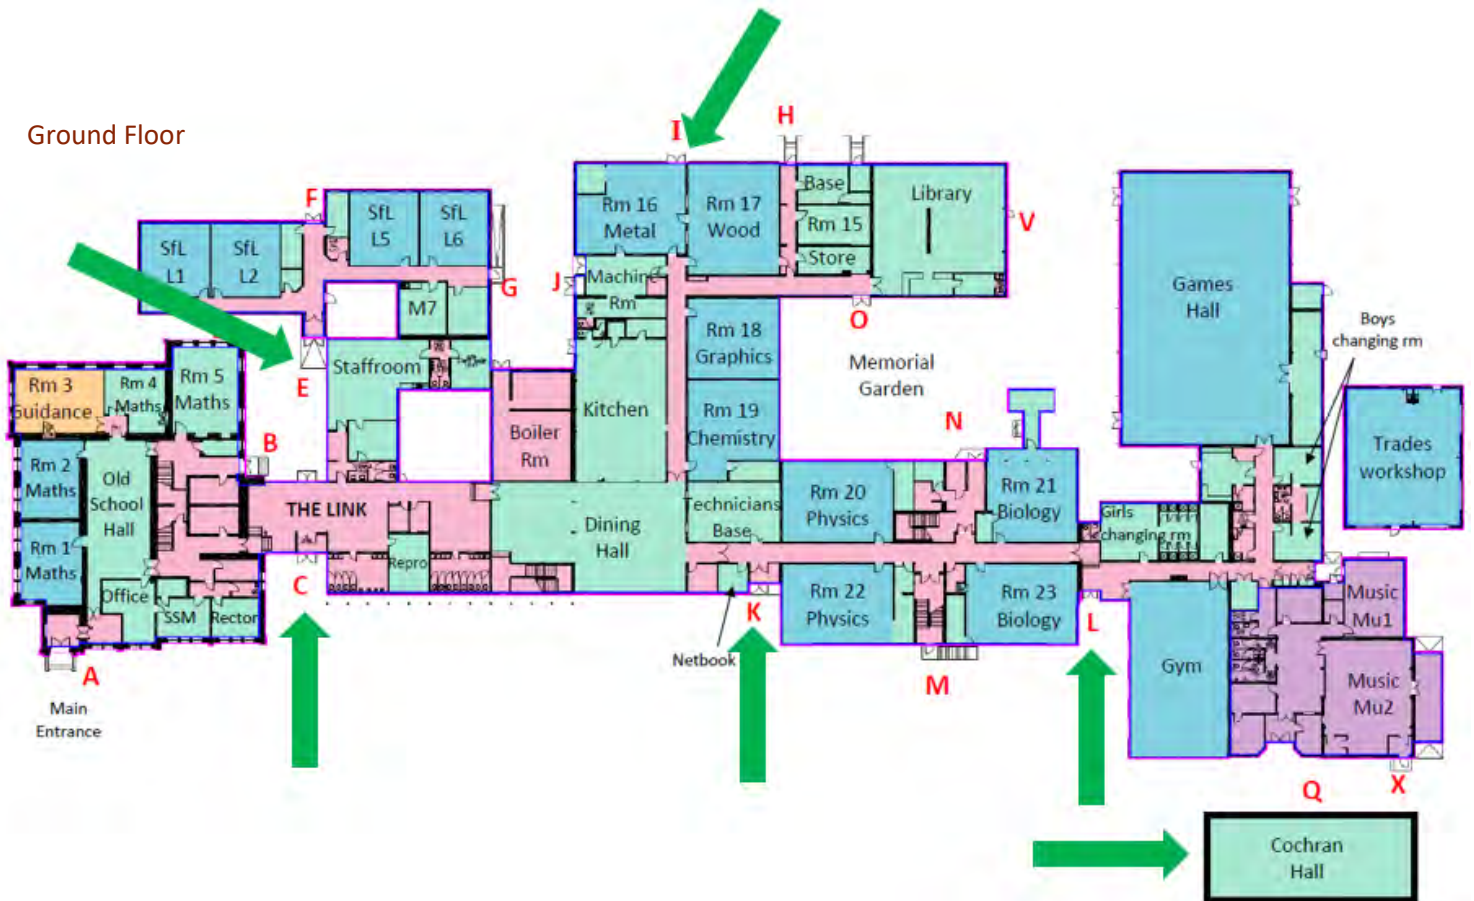 Ground Floor
I
H
F
SfL
L1
SfL
L2
SfL
L5
SfL
L6
Rm 16
Metal
Rm 17
Wood
Base
Rm 15
Store
Library
V
G
J
M7
Machine
Rm
O
Games
Hall
Boys
changing rm
Rm 3
Guidance
Rm 4
Maths
Rm 5
Maths
E
Staffroom
Rm 18
Graphics
Memorial
Garden
Kitchen
Rm 19
Chemistry
N
B
Boiler
Rm
Trades
workshop
Rm 2
Maths
Old
School
Hall
THE LINK
Dining
Hall
Technicians
Base
Rm 20
Physics
Rm 21
Biology
Girls
changing rm
Rm 1
Maths
Repro
C
Office
SSM
Rector
K
Rm 22
Physics
Rm 23
Biology
L
Music
Mu1
Netbook
A
Main
Entrance
M
Gym
Music
Mu2
Q
X
Cochran
Hall